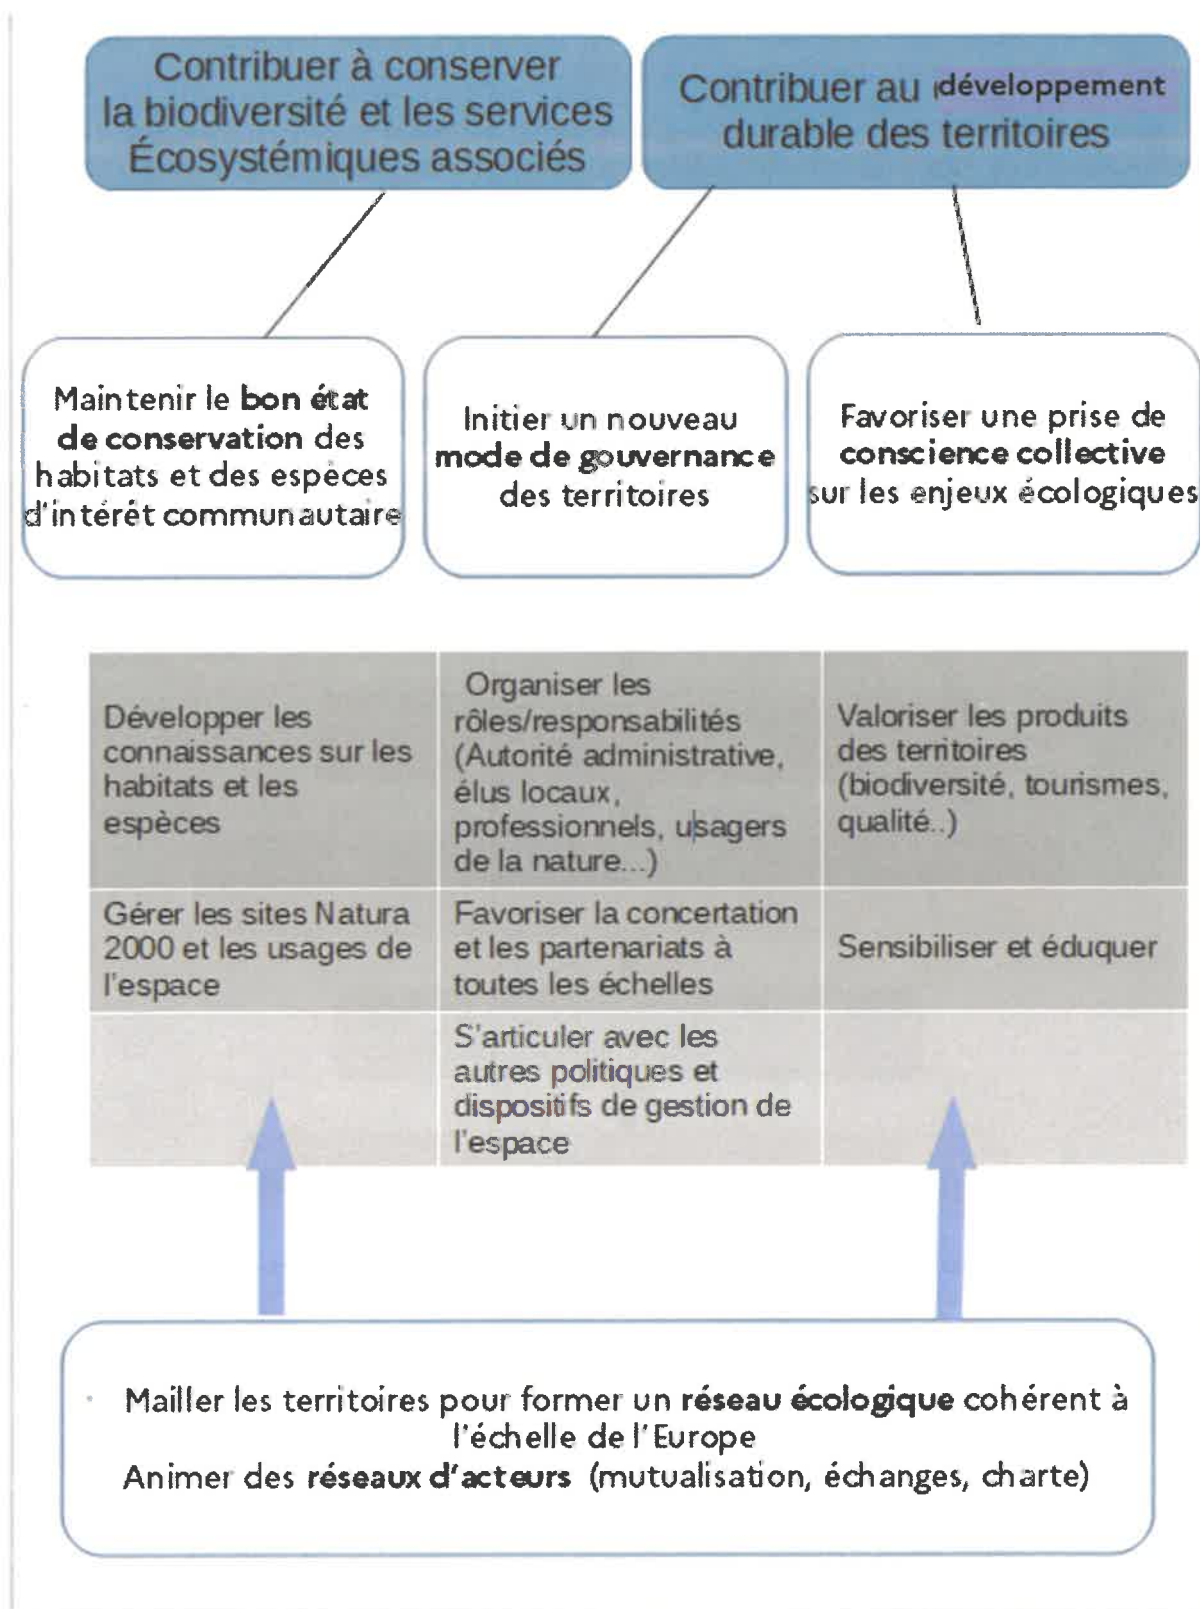 Contribuer à conserver
la biodiversité et les services
Écosystémiques associés
Contribuer au développement
durable des territoires
Maintenir le bon état
de conservation des
habitats et des espèces
d'intérêt communautaire
Initier un nouveau
mode de gouvernance
des territoires
Favoriser une prise de
conscience collective
sur les enjeux écologiques
Développer les
connaissances sur les
habitats et les
espèces
Organiser les
rôles/responsabilités
(Autorité administrative,
élus locaux,
professionnels, usagers
de la nature...)
Valoriser les produits
des territoires
(biodiversité, tourismes,
qualité..)
Gérer les sites Natura
2000 et les usages de
l'espace
Favoriser la concertation
et les partenariats à
toutes les échelles
Sensibiliser et éduquer
S'articuler avec les
autres politiques et
dispositifs de gestion de
l'espace
Mailler les territoires pour former un réseau écologique cohérent à
l'échelle de l'Europe
Animer des réseaux d'acteurs (mutualisation, échanges, charte)